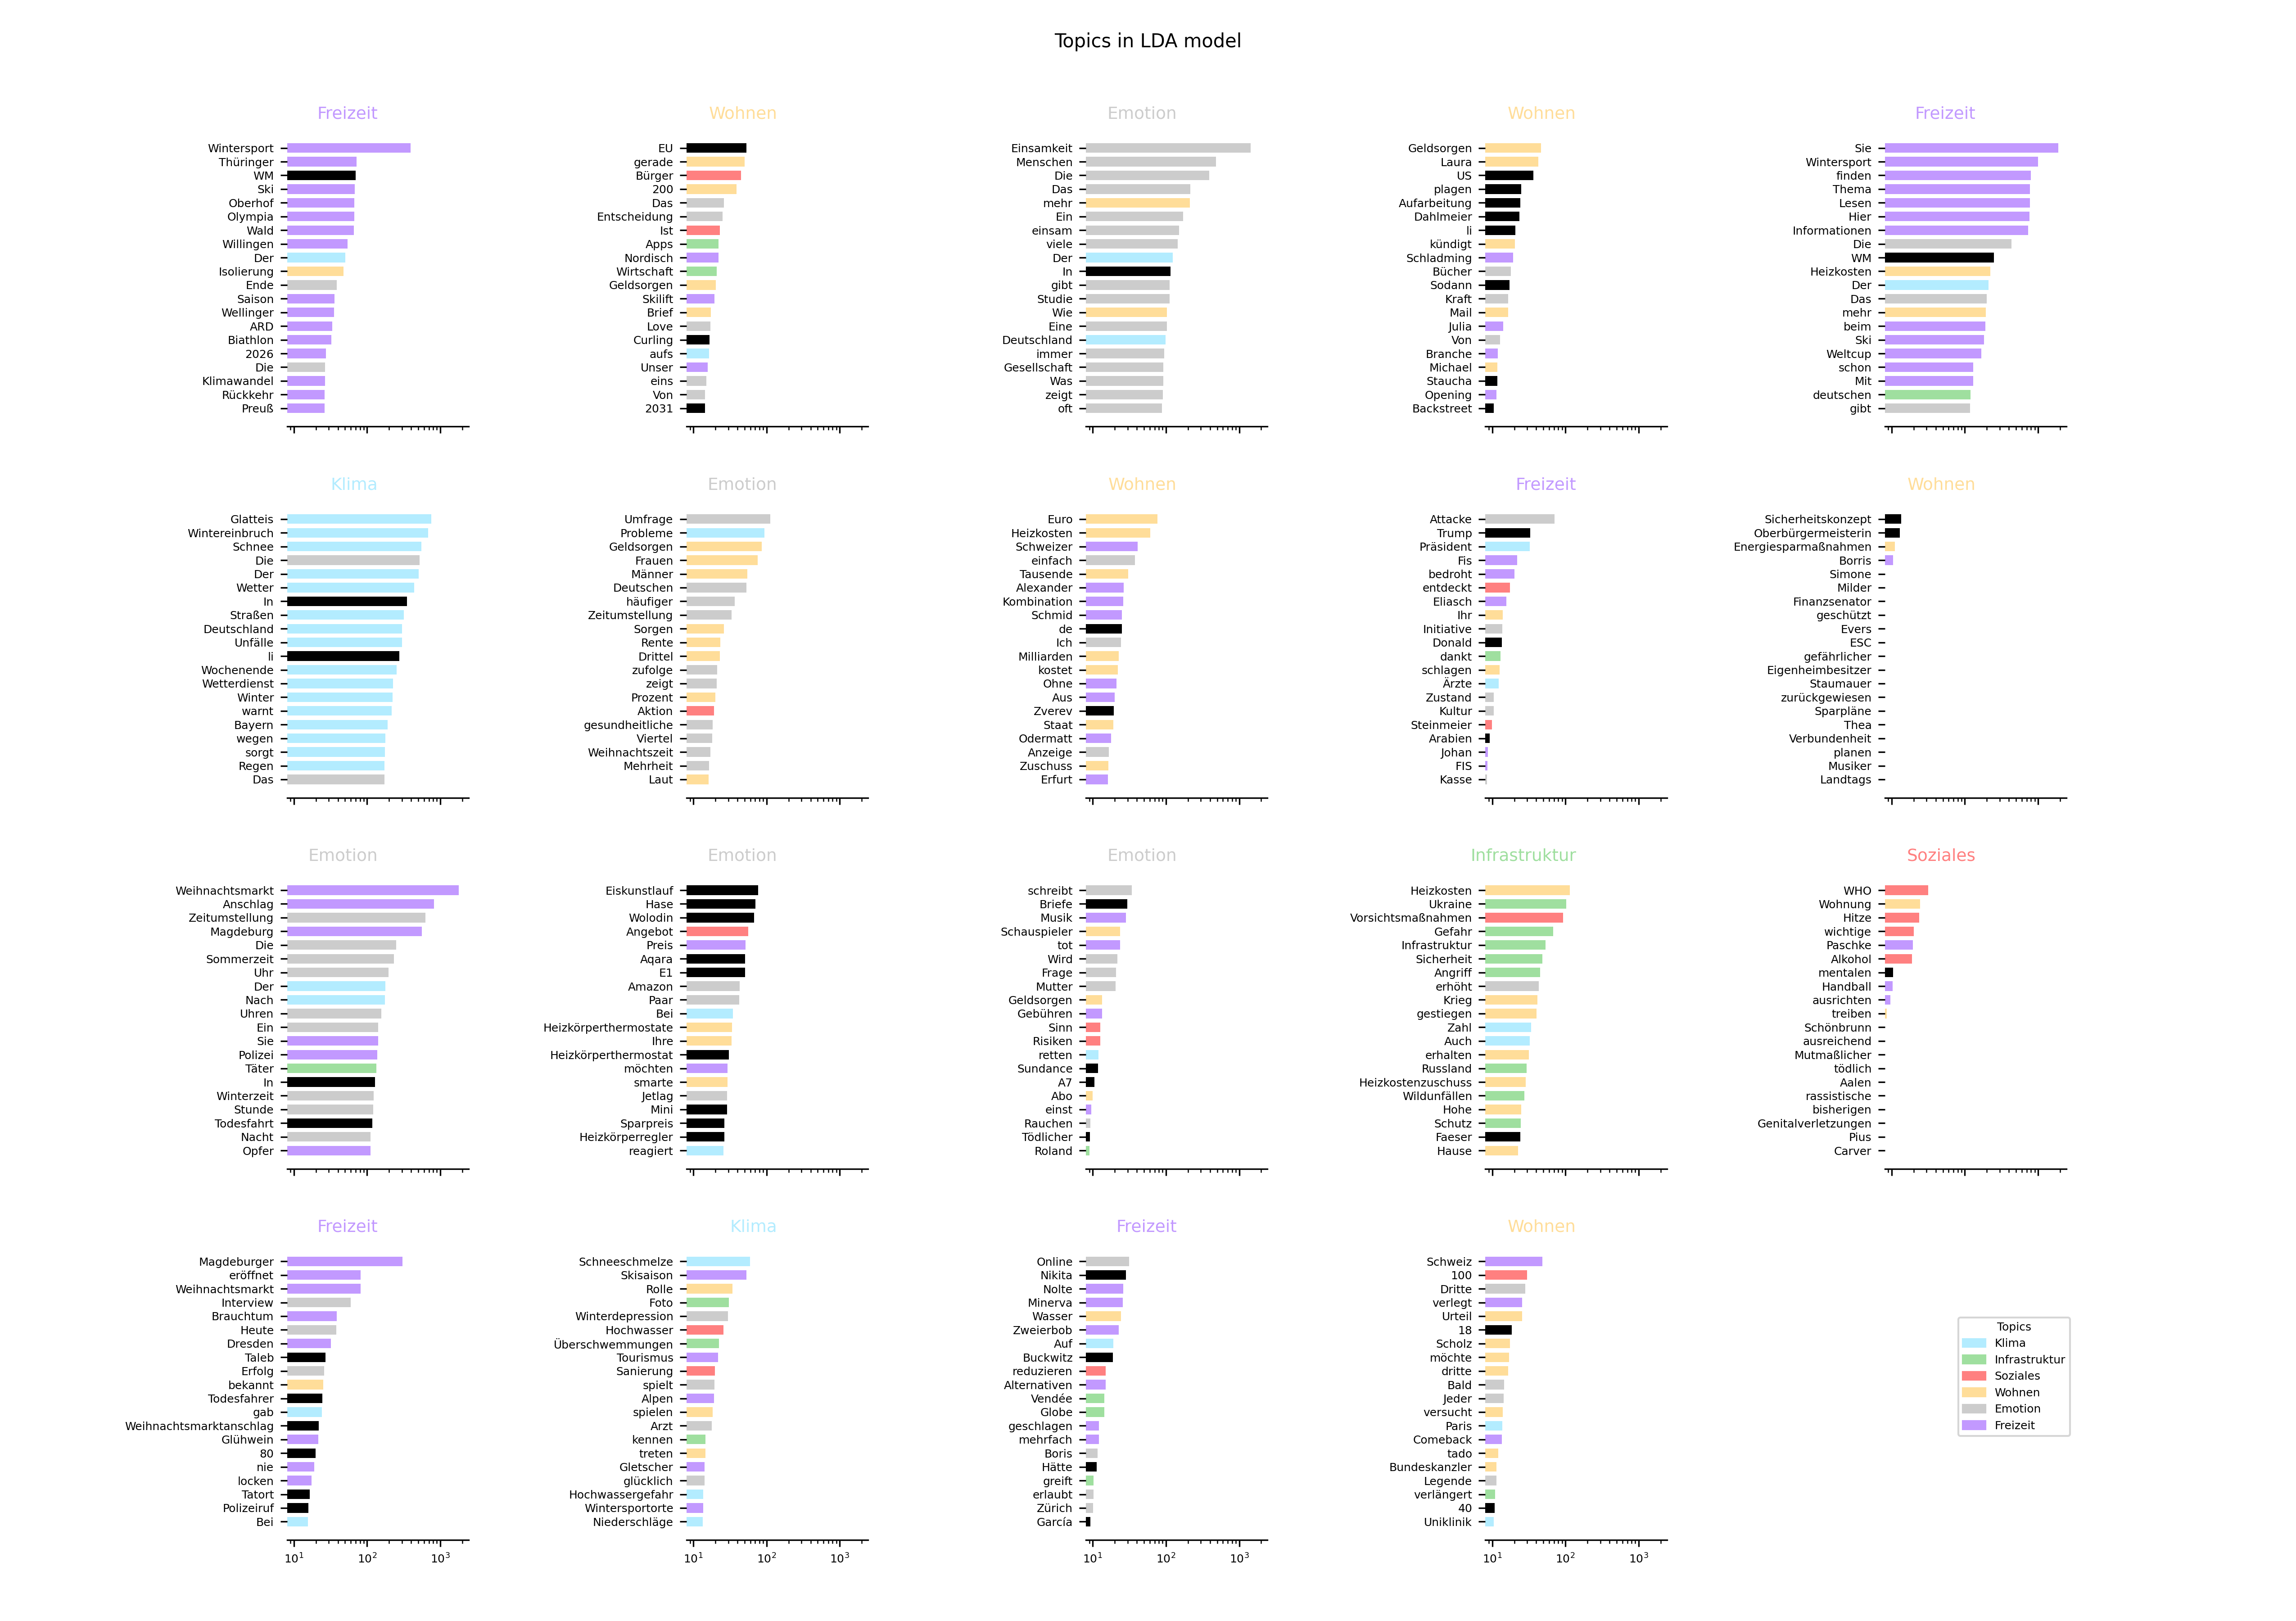 Topics in LDA model
Freizeit
Wintersport
Thüringer
WM
Ski
Oberhof
Olympia
Wald
Willingen
Der
Isolierung
Ende
Saison
Wellinger
ARD
Biathlon
2026
Die
Klimawandel
Rückkehr
Preuß
Wohnen
EU
gerade
Bürger
200
Das
Entscheidung
Ist
Apps
Nordisch
Wirtschaft
Geldsorgen
Skilift
Brief
Love
Curling
aufs
Unser
eins
Von
2031
Emotion
Einsamkeit
Menschen
Die
Das
mehr
Ein
einsam
viele
Der
In
gibt
Studie
Wie
Eine
Deutschland
immer
Gesellschaft
Was
zeigt
oft
Wohnen
Geldsorgen
Laura
US
plagen
Aufarbeitung
Dahlmeier
li
kündigt
Schladming
Bücher
Sodann
Kraft
Mail
Julia
Von
Branche
Michael
Staucha
Opening
Backstreet
Freizeit
Sie
Wintersport
finden
Thema
Lesen
Hier
Informationen
Die
WM
Heizkosten
Der
Das
mehr
beim
Ski
Weltcup
schon
Mit
deutschen
gibt
Klima
Glatteis
Wintereinbruch
Schnee
Die
Der
Wetter
In
Straßen
Deutschland
Unfälle
li
Wochenende
Wetterdienst
Winter
warnt
Bayern
wegen
sorgt
Regen
Das
Emotion
Umfrage
Probleme
Geldsorgen
Frauen
Männer
Deutschen
häufiger
Zeitumstellung
Sorgen
Rente
Drittel
zufolge
zeigt
Prozent
Aktion
gesundheitliche
Viertel
Weihnachtszeit
Mehrheit
Laut
Wohnen
Euro
Heizkosten
Schweizer
einfach
Tausende
Alexander
Kombination
Schmid
de
Ich
Milliarden
kostet
Ohne
Aus
Zverev
Staat
Odermatt
Anzeige
Zuschuss
Erfurt
Freizeit
Attacke
Trump
Präsident
Fis
bedroht
entdeckt
Eliasch
Ihr
Initiative
Donald
dankt
schlagen
Ärzte
Zustand
Kultur
Steinmeier
Arabien
Johan
FIS
Kasse
Wohnen
Sicherheitskonzept
Oberbürgermeisterin
Energiesparmaßnahmen
Borris
Simone
Milder
Finanzsenator
geschützt
Evers
ESC
gefährlicher
Eigenheimbesitzer
Staumauer
zurückgewiesen
Sparpläne
Thea
Verbundenheit
planen
Musiker
Landtags
Emotion
Weihnachtsmarkt
Anschlag
Zeitumstellung
Magdeburg
Die
Sommerzeit
Uhr
Der
Nach
Uhren
Ein
Sie
Polizei
Täter
In
Winterzeit
Stunde
Todesfahrt
Nacht
Opfer
Emotion
Eiskunstlauf
Hase
Wolodin
Angebot
Preis
Aqara
E1
Amazon
Paar
Bei
Heizkörperthermostate
Ihre
Heizkörperthermostat
möchten
smarte
Jetlag
Mini
Sparpreis
Heizkörperregler
reagiert
Emotion
schreibt
Briefe
Musik
Schauspieler
tot
Wird
Frage
Mutter
Geldsorgen
Gebühren
Sinn
Risiken
retten
Sundance
A7
Abo
einst
Rauchen
Tödlicher
Roland
Infrastruktur
Heizkosten
Ukraine
Vorsichtsmaßnahmen
Gefahr
Infrastruktur
Sicherheit
Angriff
erhöht
Krieg
gestiegen
Zahl
Auch
erhalten
Russland
Heizkostenzuschuss
Wildunfällen
Hohe
Schutz
Faeser
Hause
Soziales
WHO
Wohnung
Hitze
wichtige
Paschke
Alkohol
mentalen
Handball
ausrichten
treiben
Schönbrunn
ausreichend
Mutmaßlicher
tödlich
Aalen
rassistische
bisherigen
Genitalverletzungen
Pius
Carver
Freizeit
Magdeburger
eröffnet
Weihnachtsmarkt
Interview
Brauchtum
Heute
Dresden
Taleb
Erfolg
bekannt
Todesfahrer
gab
Weihnachtsmarktanschlag
Glühwein
80
nie
locken
Tatort
Polizeiruf
Bei
10¹ 10² 10³
Klima
Schneeschmelze
Skisaison
Rolle
Foto
Winterdepression
Hochwasser
Überschwemmungen
Tourismus
Sanierung
spielt
Alpen
spielen
Arzt
kennen
treten
Gletscher
glücklich
Hochwassergefahr
Wintersportorte
Niederschläge
10¹ 10² 10³
Freizeit
Online
Nikita
Nolte
Minerva
Wasser
Zweierbob
Auf
Buckwitz
reduzieren
Alternativen
Vendée
Globe
geschlagen
mehrfach
Boris
Hätte
greift
erlaubt
Zürich
García
10¹ 10² 10³
Wohnen
Schweiz
100
Dritte
verlegt
Urteil
18
Scholz
möchte
dritte
Bald
Jeder
versucht
Paris
Comeback
tado
Bundeskanzler
Legende
verlängert
40
Uniklinik
10¹ 10² 10³
Topics
Klima
Infrastruktur
Soziales
Wohnen
Emotion
Freizeit